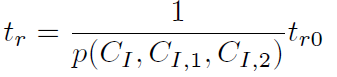 t_r = \frac{1}{p(C_I, C_{I,1}, C_{I,2})} t_{r0}